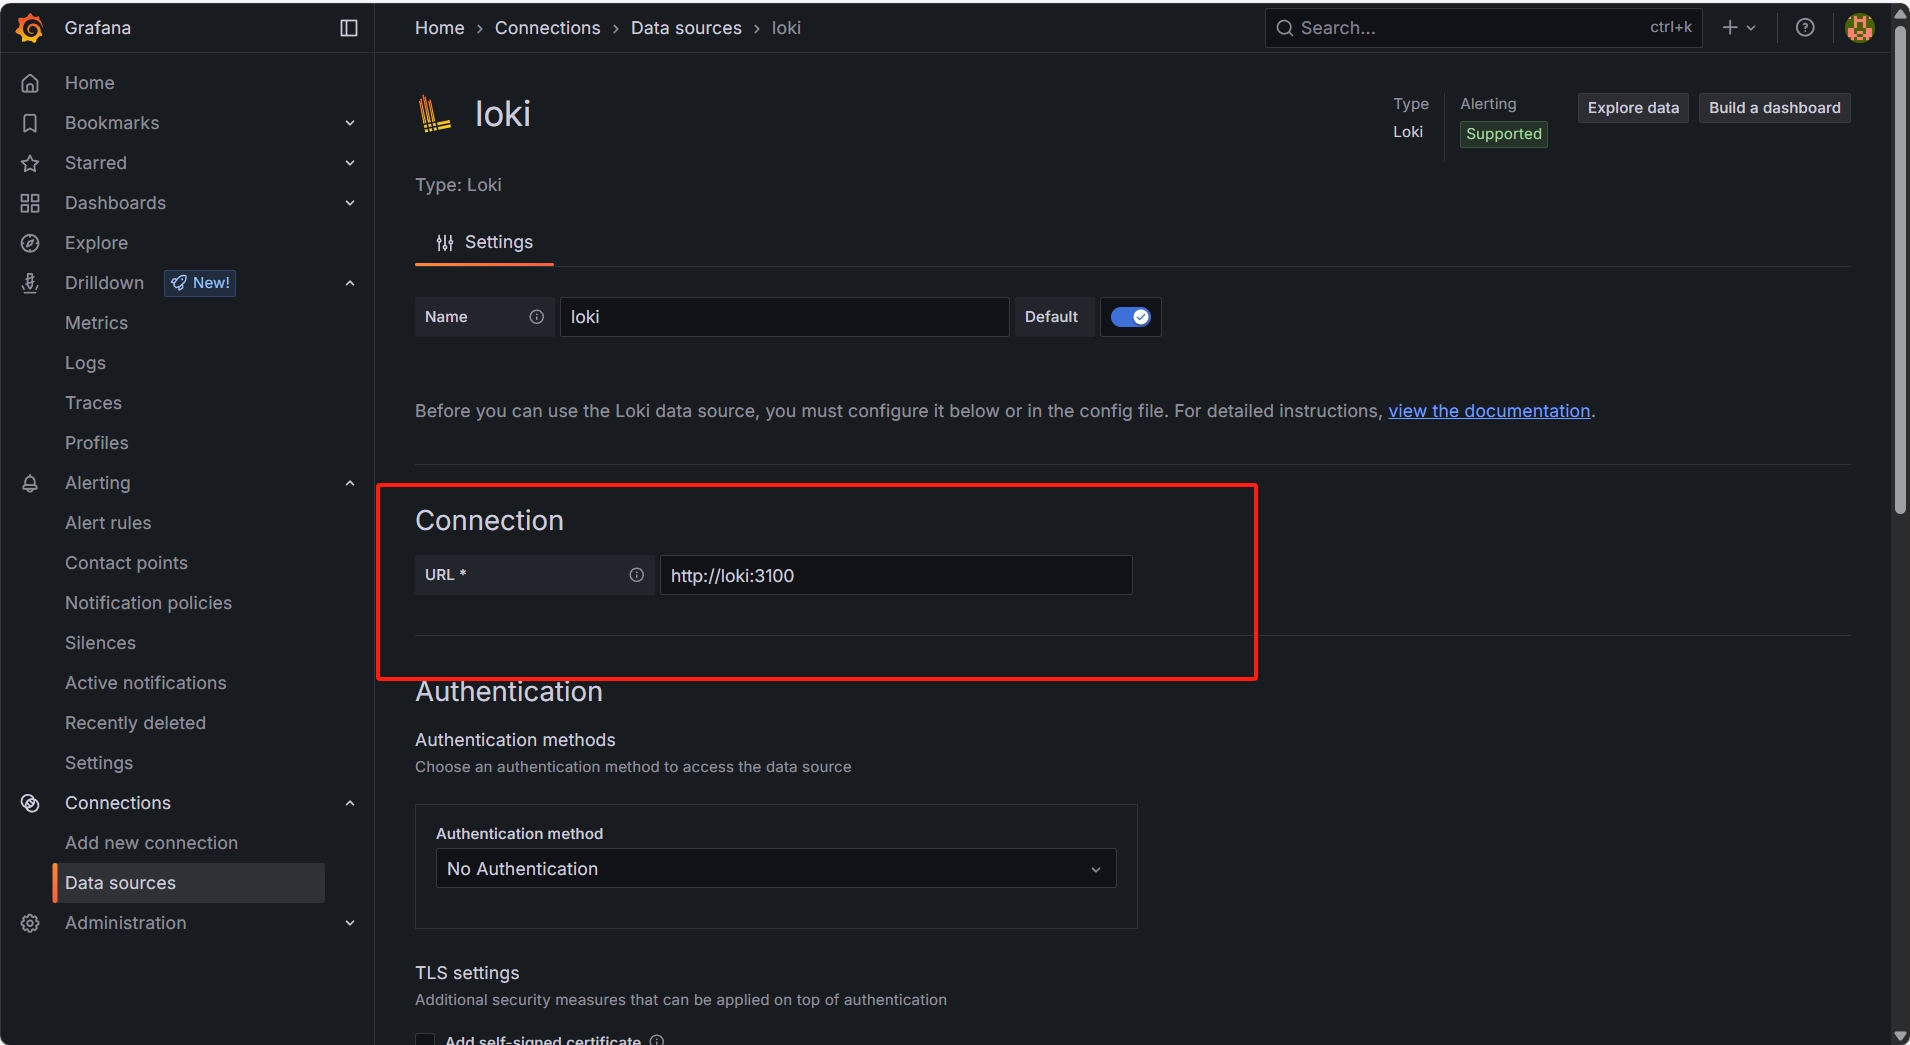 Grafana
Home › Connections › Data sources › loki
Search...
ctrl+k
Home
Bookmarks
Starred
Dashboards
Explore
Drilldown
New!
Metrics
Logs
Traces
Profiles
Alerting
Alert rules
Contact points
Notification policies
Silences
Active notifications
Recently deleted
Settings
Connections
Add new connection
Data sources
Administration
loki
Type
Loki
Alerting
Supported
Explore data
Build a dashboard
Type: Loki
Settings
Name
loki
Default
Before you can use the Loki data source, you must configure it below or in the config file. For detailed instructions, view the documentation.
Connection
URL *
http://loki:3100
Authentication
Authentication methods
Choose an authentication method to access the data source
Authentication method
No Authentication
TLS settings
Additional security measures that can be applied on top of authentication
Add self-signed certificate